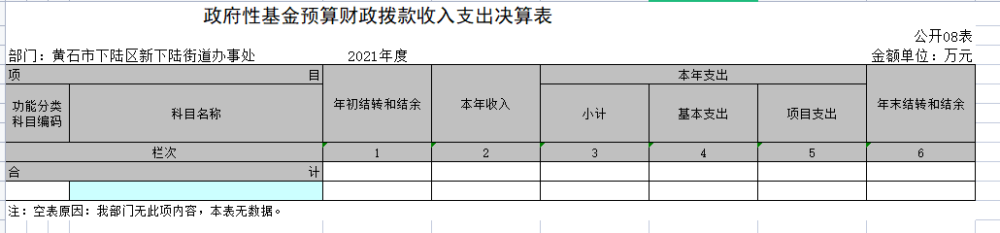 政府性基金预算财政拨款收入支出决算表
公开08表
部门：黄石市下陆区新下陆街道办事处 2021年度 金额单位：万元
项 目 年初结转和结余 本年收入 本年支出 年末结转和结余
功能分类科目编码 科目名称 小计 基本支出 项目支出
栏次 1 2 3 4 5 6
合 计
注：空表原因：我部门无此项内容，本表无数据。